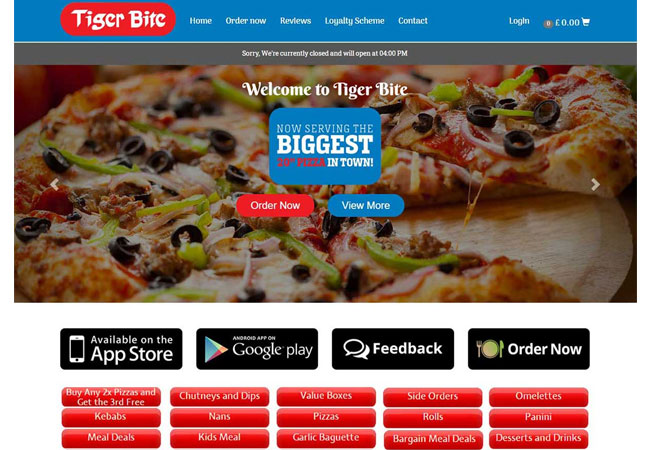 Tiger Bite
Home Order now Reviews Loyalty Scheme Contact Login 0 £ 0.00
Sorry, We're currently closed and will open at 04:00 PM
Welcome to Tiger Bite
NOW SERVING THE
BIGGEST
20" PIZZA IN TOWN!
Order Now View More
Available on the
App Store
ANDROID APP ON
Google play
Feedback
Order Now
Buy Any 2x Pizzas and
Get the 3rd Free
Chutneys and Dips
Value Boxes
Side Orders
Omelettes
Kebabs
Nans
Pizzas
Rolls
Panini
Meal Deals
Kids Meal
Garlic Baguette
Bargain Meal Deals
Desserts and Drinks